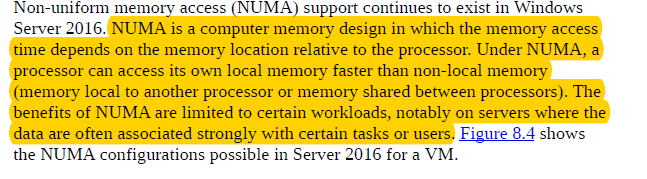 Non-uniform memory access (NUMA) support continues to exist in Windows
Server 2016. NUMA is a computer memory design in which the memory access
time depends on the memory location relative to the processor. Under NUMA, a
processor can access its own local memory faster than non-local memory
(memory local to another processor or memory shared between processors). The
benefits of NUMA are limited to certain workloads, notably on servers where the
data are often associated strongly with certain tasks or users. Figure 8.4 shows
the NUMA configurations possible in Server 2016 for a VM.